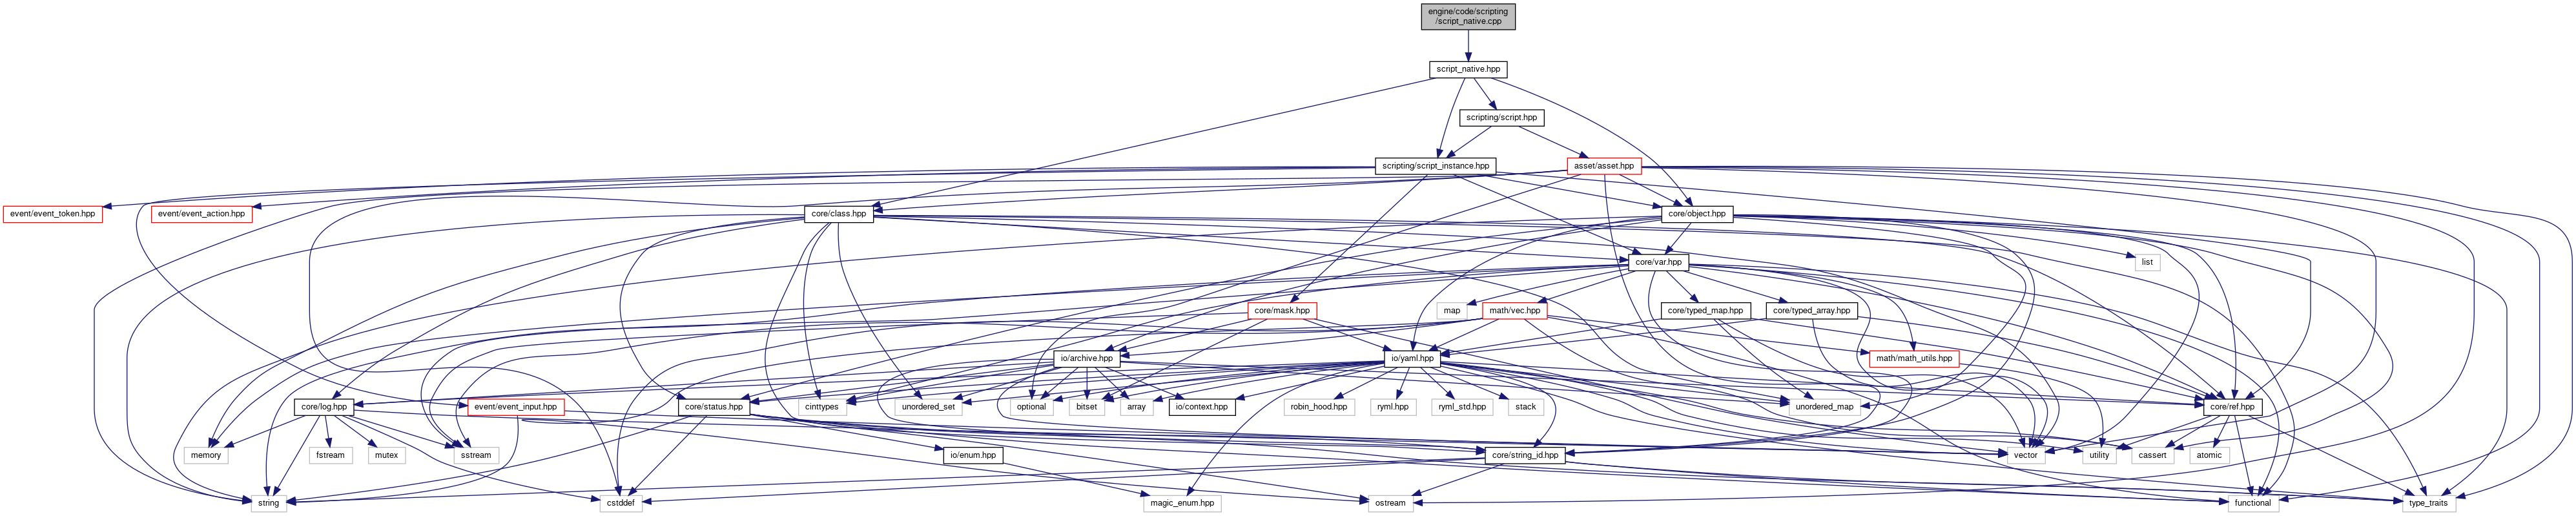 engine/code/scripting
/script_native.cpp
script_native.hpp
scripting/script.hpp
scripting/script_instance.hpp
asset/asset.hpp
event/event_token.hpp
event/event_action.hpp
core/class.hpp
core/object.hpp
core/var.hpp
list
core/mask.hpp
map
math/vec.hpp
core/typed_map.hpp
core/typed_array.hpp
io/archive.hpp
io/yaml.hpp
math/math_utils.hpp
core/log.hpp
event/event_input.hpp
core/status.hpp
cinttypes
unordered_set
optional
bitset
array
io/context.hpp
robin_hood.hpp
ryml.hpp
ryml_std.hpp
stack
unordered_map
core/ref.hpp
memory
fstream
mutex
sstream
io/enum.hpp
core/string_id.hpp
vector
utility
cassert
atomic
string
cstddef
magic_enum.hpp
ostream
functional
type_traits